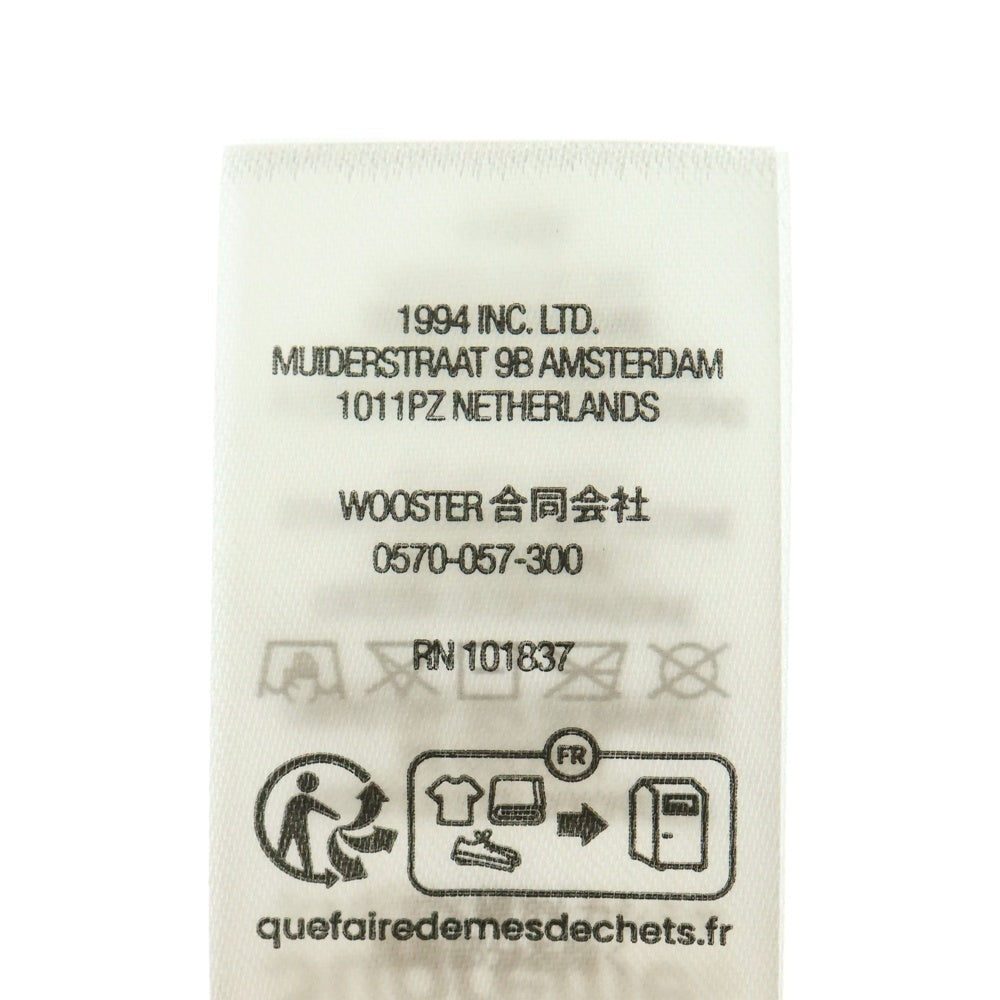 1994 INC. LTD.
MUIDERSTRAAT 9B AMSTERDAM
1011PZ NETHERLANDS
WOOSTER 合同会社
0570-057-300
RN 101837
FR
quefairedemesdechets.fr